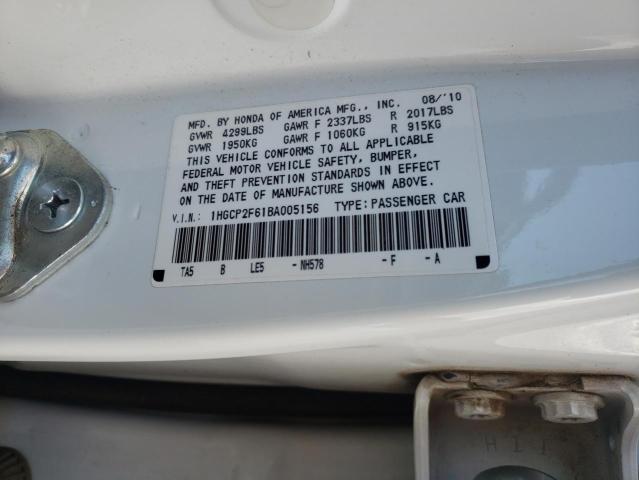 MFD. BY HONDA OF AMERICA MFG., INC. 08/'10
GVWR 4299LBS GAWR F 2337LBS R 2017LBS
GVWR 1950KG GAWR F 1060KG R 915KG
THIS VEHICLE CONFORMS TO ALL APPLICABLE
FEDERAL MOTOR VEHICLE SAFETY, BUMPER,
AND THEFT PREVENTION STANDARDS IN EFFECT
ON THE DATE OF MANUFACTURE SHOWN ABOVE.
V.I.N.: 1HGCP2F61BA005156 TYPE: PASSENGER CAR
TA5 B LE5 -NH578 -F -A
H11